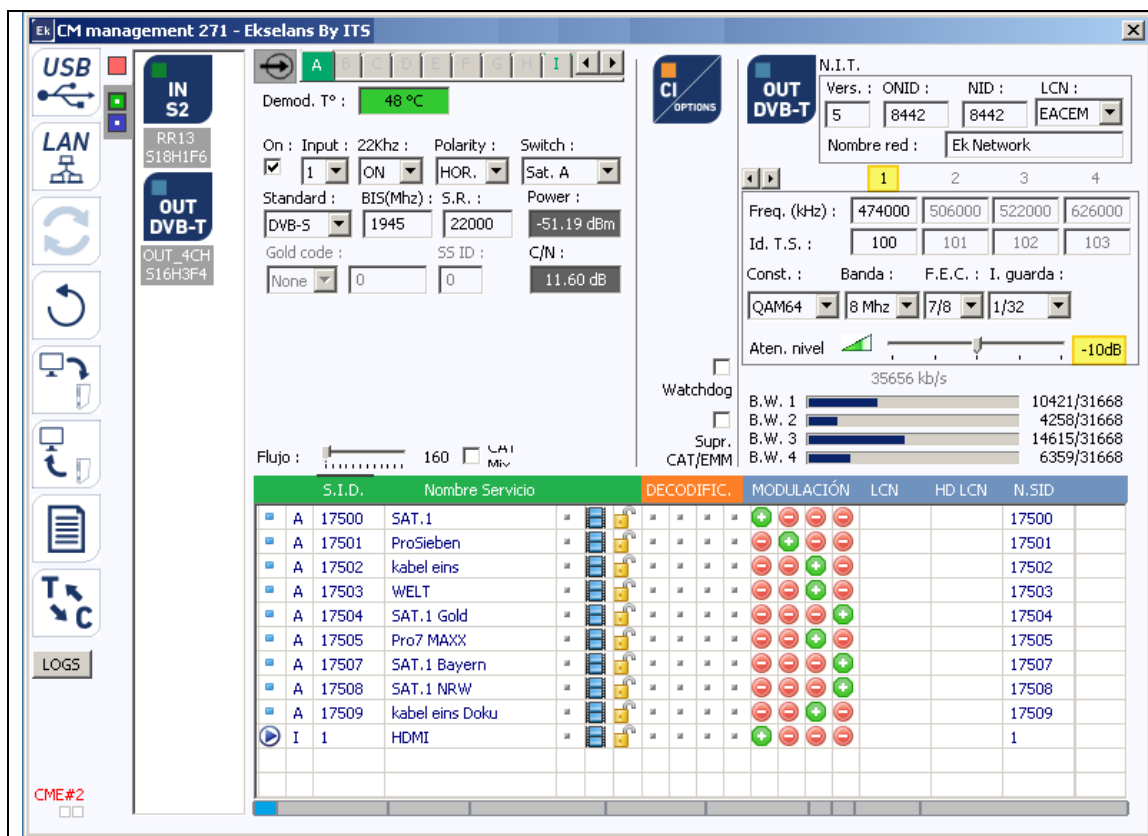 Ek CM management 271 - Ekselans By ITS
USB
LAN
LOGS
CME#2
IN
S2
RR13
S18H1F6
OUT
DVB-T
OUT_4CH
S16H3F4
A B C D E F G H I
Demod. Tº : 48 ºC
On : Input : 22Khz : Polarity : Switch :
1 ON HOR. Sat. A
Standard : BIS(Mhz) : S.R. : Power :
DVB-S 1945 22000 -51.19 dBm
Gold code : SS ID : C/N :
None 0 0 11.60 dB
Flujo : 160 CAT
CI
OPTIONS
Watchdog
Supr.
CAT/EMM
OUT
DVB-T
N.I.T.
Vers. : ONID : NID : LCN :
5 8442 8442 EACEM
Nombre red : Ek Network
1 2 3 4
Freq. (kHz) : 474000 506000 522000 626000
Id. T.S. : 100 101 102 103
Const. : Banda : F.E.C. : I. guarda :
QAM64 8 Mhz 7/8 1/32
Aten. nivel -10dB
35656 kb/s
B.W. 1 10421/31668
B.W. 2 4258/31668
B.W. 3 14615/31668
B.W. 4 6359/31668
S.I.D. Nombre Servicio DECODIFIC. MODULACIÓN LCN HD LCN N.SID
A 17500 SAT.1 17500
A 17501 ProSieben 17501
A 17502 kabel eins 17502
A 17503 WELT 17503
A 17504 SAT.1 Gold 17504
A 17505 Pro7 MAXX 17505
A 17507 SAT.1 Bayern 17507
A 17508 SAT.1 NRW 17508
A 17509 kabel eins Doku 17509
I 1 HDMI 1
T
C